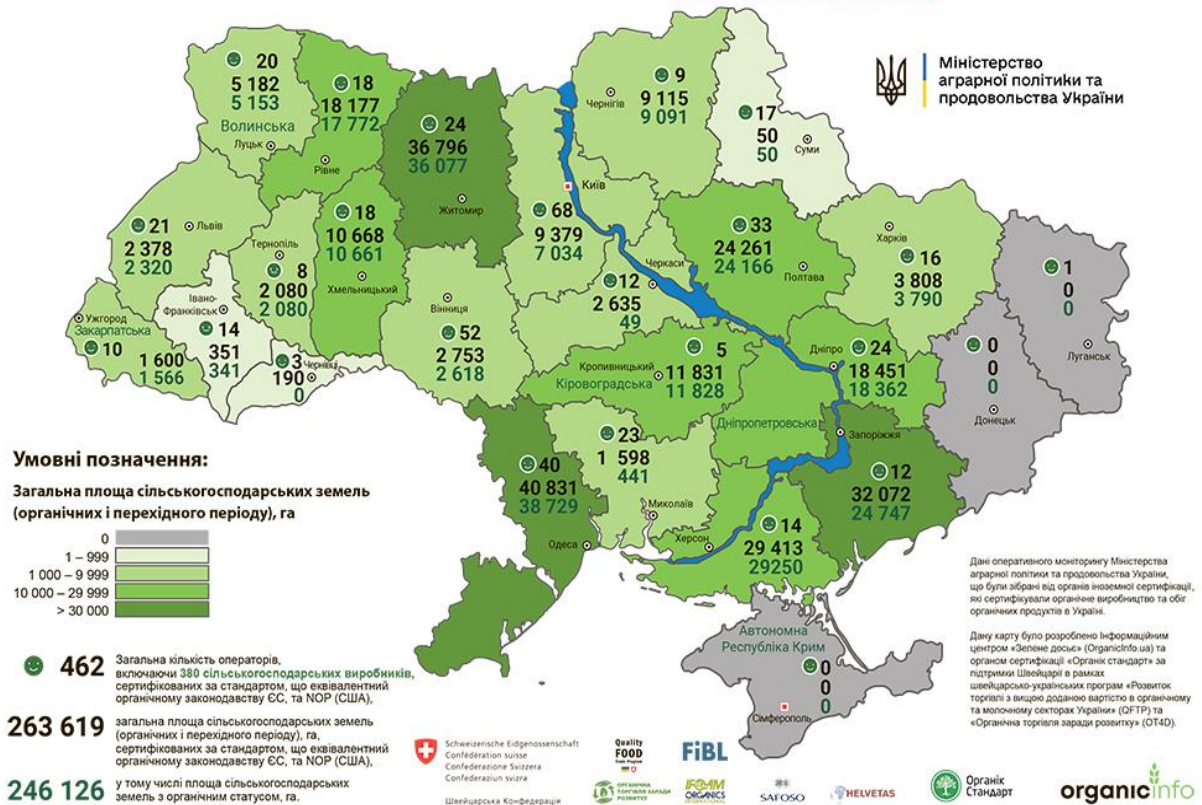 Міністерство
аграрної політики та
продовольства України
20
5 182
5 153
Волинська
Луцьк
18
18 177
17 772
Рівне
24
36 796
36 077
Житомир
9
Чернігів
9 115
9 091
17
50
50
Суми
Київ
68
9 379
7 034
21
Львів
2 378
2 320
Тернопіль
8
2 080
2 080
18
10 668
10 661
Хмельницький
33
24 261
24 166
Полтава
Харків
16
3 808
3 790
1
0
0
Луганськ
Ужгород
Закарпатська
10
1 600
1 566
Івано-
Франківськ
14
351
341
3
Чернівці
190
0
Вінниця
52
2 753
2 618
12
Черкаси
2 635
49
5
Кропивницький
11 831
Кіровоградська
11 828
Дніпро
24
18 451
18 362
Дніпропетровська
0
0
0
Донецьк
Запоріжжя
12
32 072
24 747
40
40 831
38 729
Одеса
23
1 598
441
Миколаїв
Херсон
14
29 413
29250
Автономна
Республіка Крим
0
0
0
Сімферополь
Умовні позначення:
Загальна площа сільськогосподарських земель
(органічних і перехідного періоду), га
0
1 – 999
1 000 – 9 999
10 000 – 29 999
> 30 000
462
Загальна кількість операторів,
включаючи 380 сільськогосподарських виробників,
сертифікованих за стандартом, що еквівалентний
органічному законодавству ЄС, та NOP (США),
263 619
загальна площа сільськогосподарських земель
(органічних і перехідного періоду), га,
сертифікованих за стандартом, що еквівалентний
органічному законодавству ЄС, та NOP (США),
246 126
у тому числі площа сільськогосподарських
земель з органічним статусом, га.
Дані оперативного моніторингу Міністерства
аграрної політики та продовольства України,
що були зібрані від органів іноземної сертифікації,
які сертифікували органічне виробництво та обіг
органічних продуктів в Україні.
Дану карту було розроблено Інформаційним
центром «Зелене досьє» (OrganicInfo.ua) та
органом сертифікації «Органік стандарт» за
підтримки Швейцарії в рамках
швейцарсько-українських програм «Розвиток
торгівлі з вищою доданою вартістю в органічному
та молочному секторах України» (QFTP) та
«Органічна торгівля заради розвитку» (OT4D).
Schweizerische Eidgenossenschaft
Confédération suisse
Confederazione Svizzera
Confederaziun svizra
Швейцарська Конфедерація
Quality
FOOD
Trade Program
FiBL
ОРГАНІЧНА
ТОРГІВЛЯ ЗАРАДИ
РОЗВИТКУ
IFOAM
ORGANICS
INTERNATIONAL
SAFOSO
HELVETAS
Органік
Стандарт
organicinfo